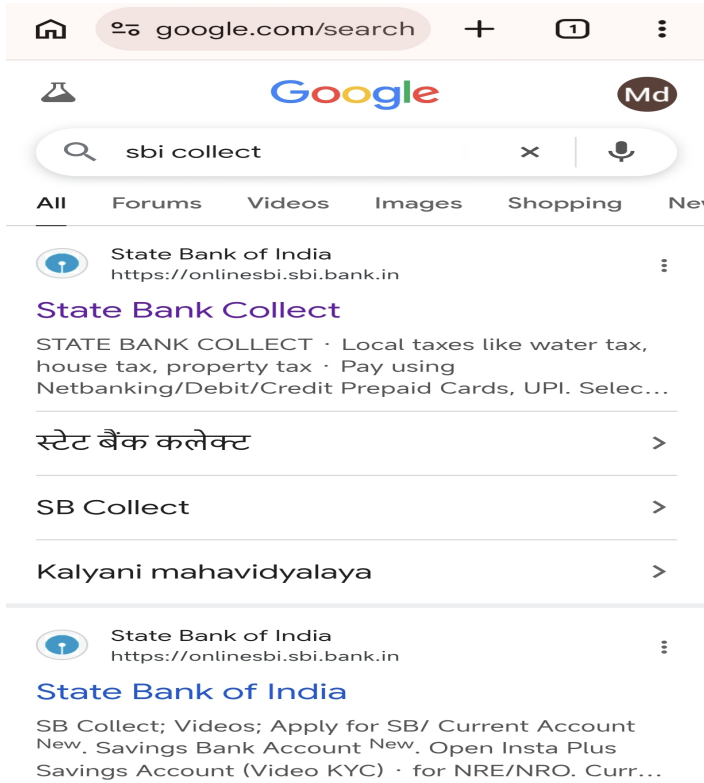 google.com/search
1
Google
Md
sbi collect
All Forums Videos Images Shopping Nev
State Bank of India
https://onlinesbi.sbi.bank.in
State Bank Collect
STATE BANK COLLECT · Local taxes like water tax,
house tax, property tax · Pay using
Netbanking/Debit/Credit Prepaid Cards, UPI. Selec...
स्टेट बैंक कलेक्ट
SB Collect
Kalyani mahavidyalaya
State Bank of India
https://onlinesbi.sbi.bank.in
State Bank of India
SB Collect; Videos; Apply for SB/ Current Account
New. Savings Bank Account New. Open Insta Plus
Savings Account (Video KYC) · for NRE/NRO. Curr...